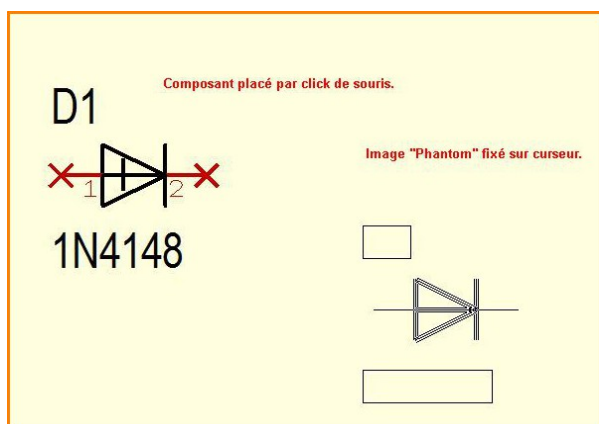 Composant placé par click de souris.
D1
Image "Phantom" fixé sur curseur.
1 2
1N4148